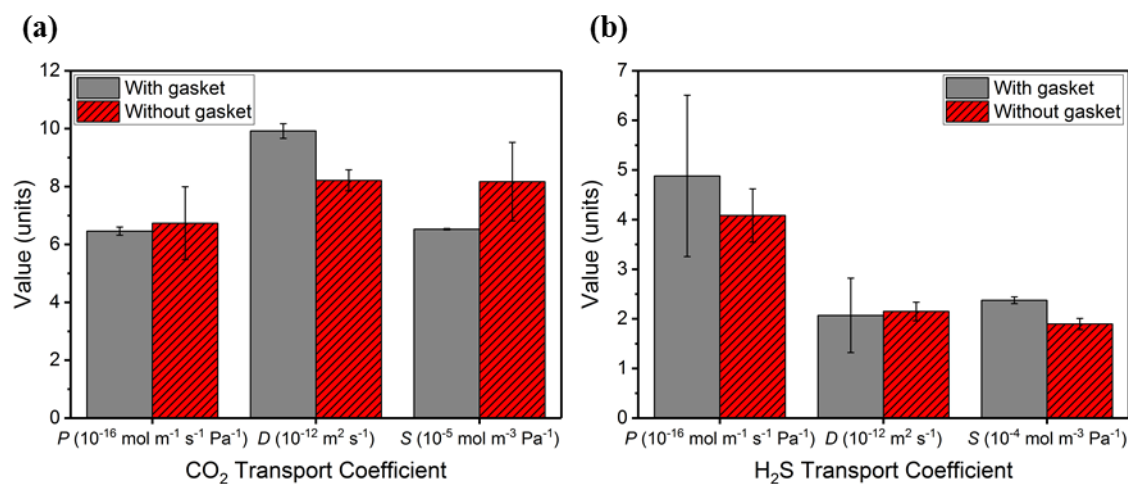 (a)
12
10
8
6
4
2
0
Value (units)
With gasket
Without gasket
P (10⁻¹⁶ mol m⁻¹ s⁻¹ Pa⁻¹) D (10⁻¹² m² s⁻¹) S (10⁻⁵ mol m⁻³ Pa⁻¹)
CO₂ Transport Coefficient
(b)
7
6
5
4
3
2
1
0
Value (units)
With gasket
Without gasket
P (10⁻¹⁶ mol m⁻¹ s⁻¹ Pa⁻¹) D (10⁻¹² m² s⁻¹) S (10⁻⁴ mol m⁻³ Pa⁻¹)
H₂S Transport Coefficient